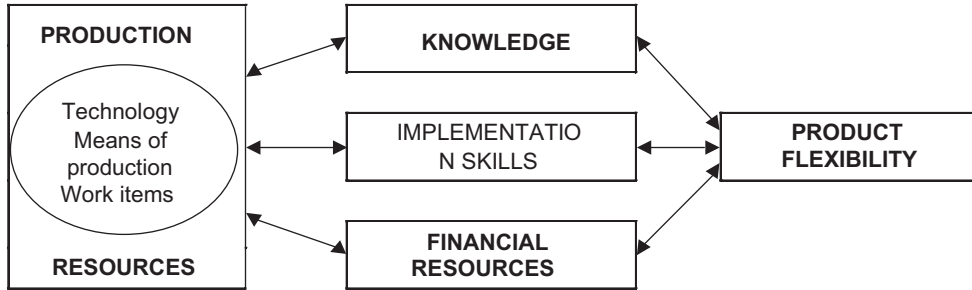 PRODUCTION
Technology
Means of
production
Work items
RESOURCES
KNOWLEDGE
IMPLEMENTATIO
N SKILLS
FINANCIAL
RESOURCES
PRODUCT
FLEXIBILITY